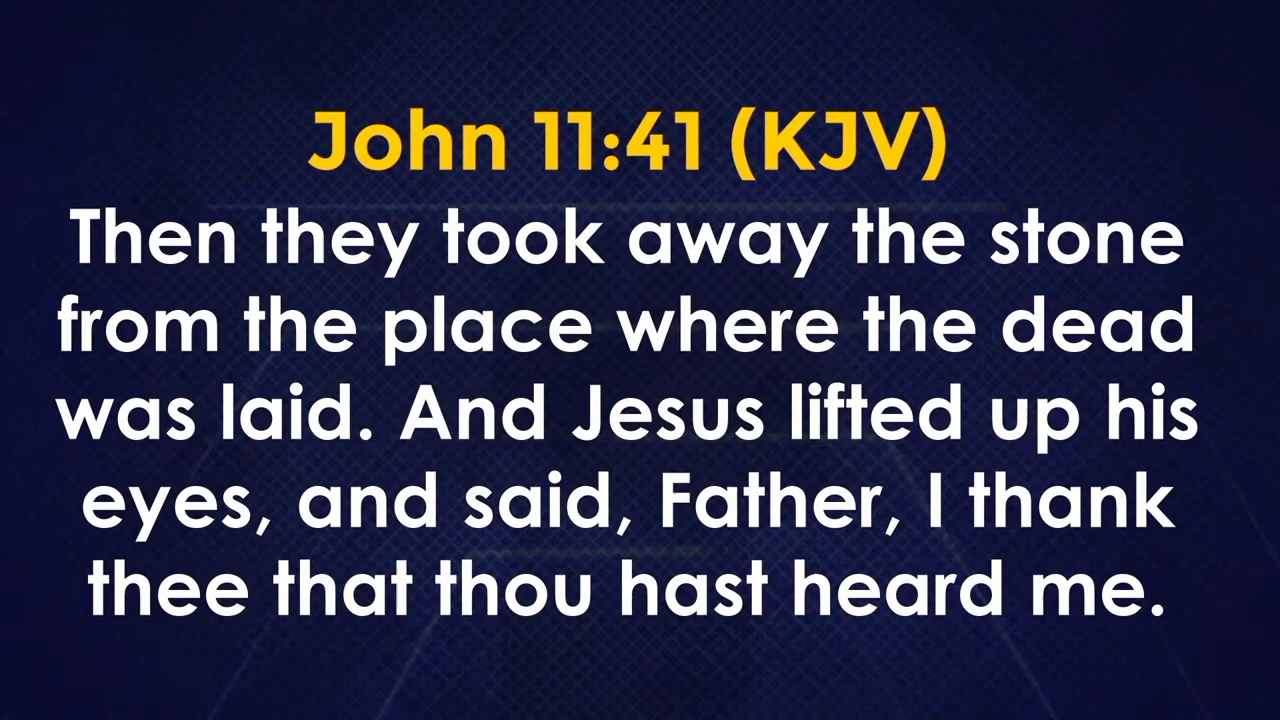 John 11:41 (KJV)
Then they took away the stone
from the place where the dead
was laid. And Jesus lifted up his
eyes, and said, Father, I thank
thee that thou hast heard me.